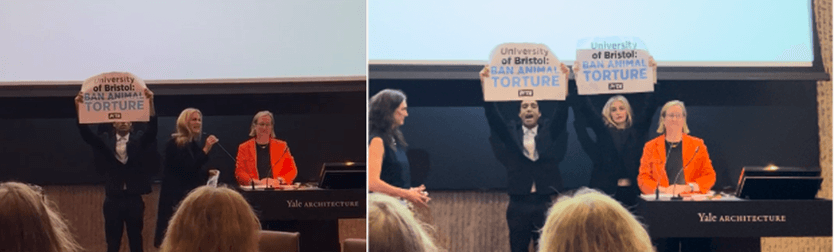 University
of Bristol:
BAN ANIMAL
TORTURE
PETA
Yale ARCHITECTURE
University
of Bristol:
BAN ANIMAL
TORTURE
PETA
University
of Bristol:
BAN ANIMAL
TORTURE
PETA
Yale ARCHITECTURE